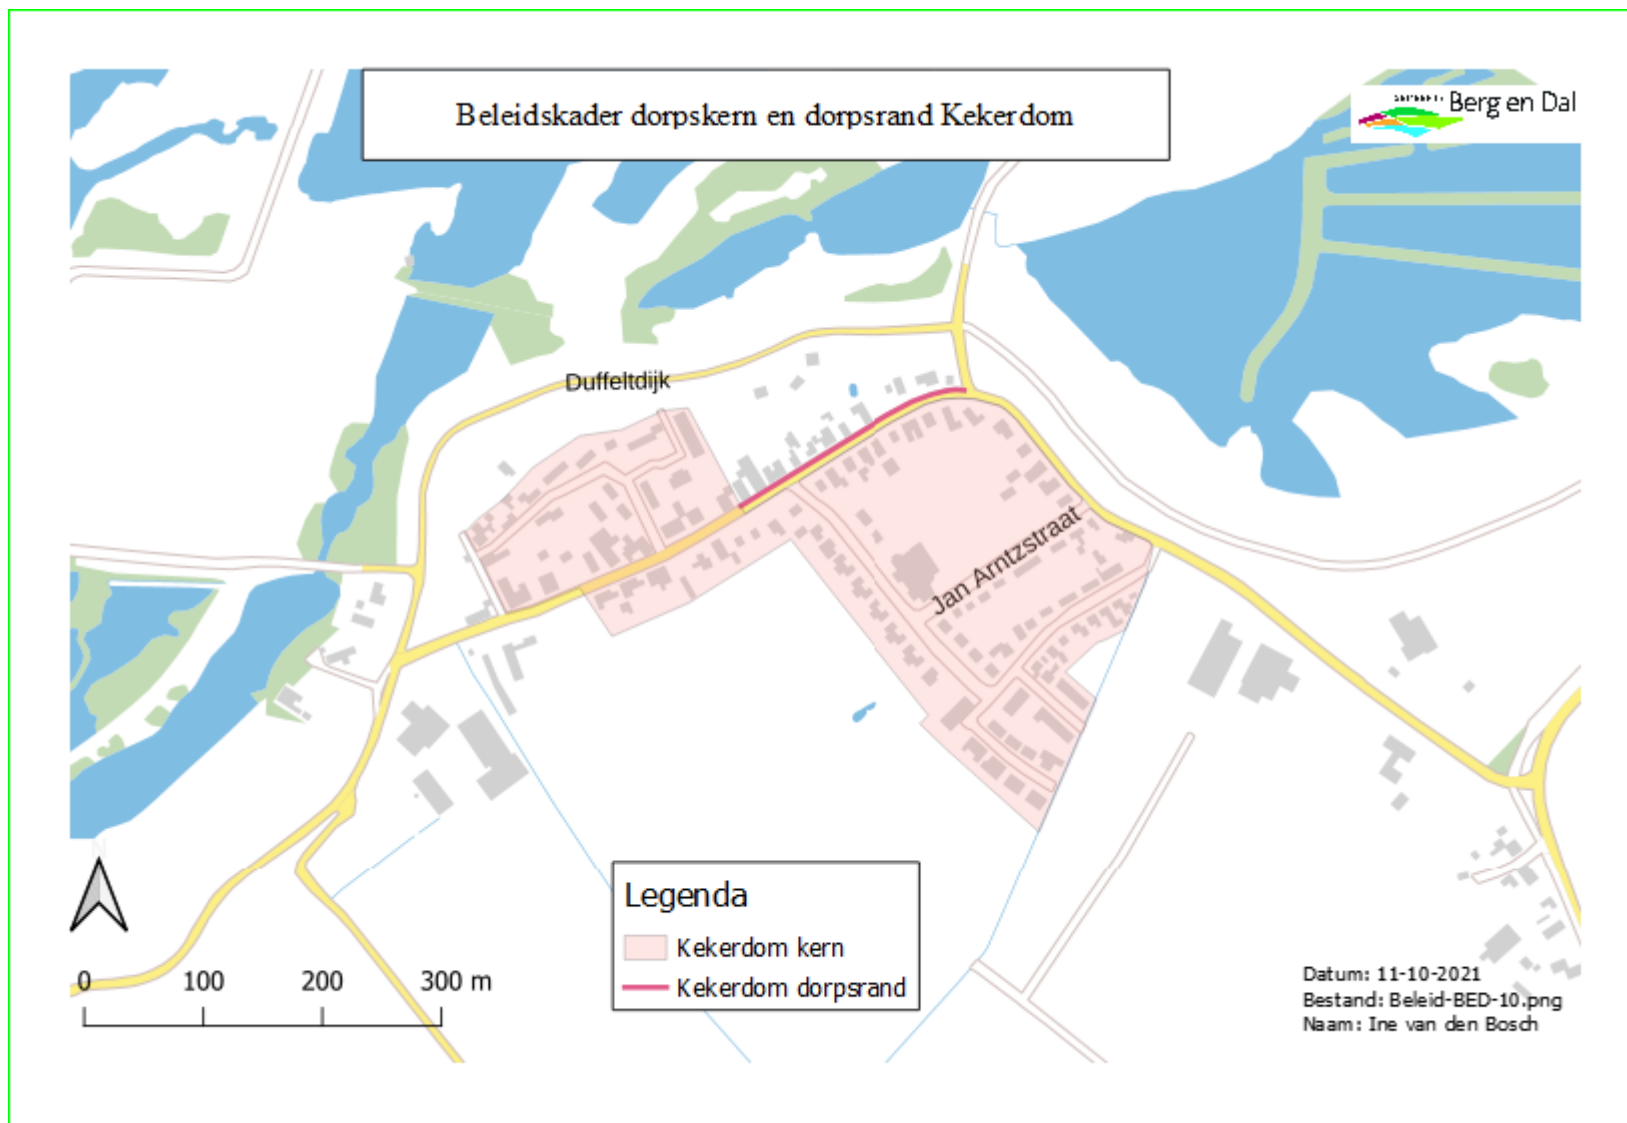 Beleidskader dorpskern en dorpsrand Kekerdom
Berg en Dal
Duffeltdijk
Jan Arntzstraat
N
Legenda
Kekerdom kern
Kekerdom dorpsrand
0 100 200 300 m
Datum: 11-10-2021
Bestand: Beleid-BED-10.png
Naam: Ine van den Bosch